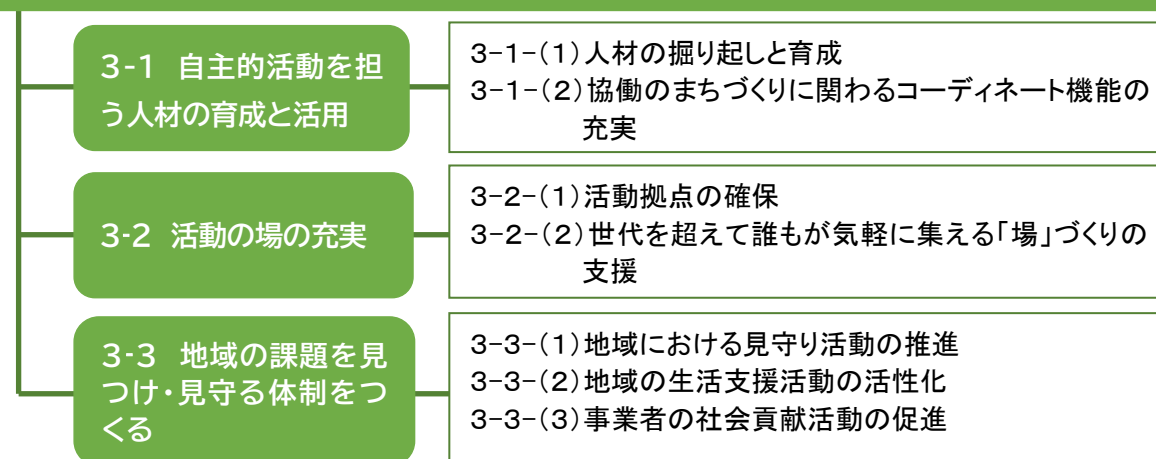 3-1 自主的活動を担
う人材の育成と活用
3-1-(1)人材の掘り起しと育成
3-1-(2)協働のまちづくりに関わるコーディネート機能の
充実
3-2 活動の場の充実
3-2-(1)活動拠点の確保
3-2-(2)世代を超えて誰もが気軽に集える「場」づくりの
支援
3-3 地域の課題を見
つけ・見守る体制をつ
くる
3-3-(1)地域における見守り活動の推進
3-3-(2)地域の生活支援活動の活性化
3-3-(3)事業者の社会貢献活動の促進